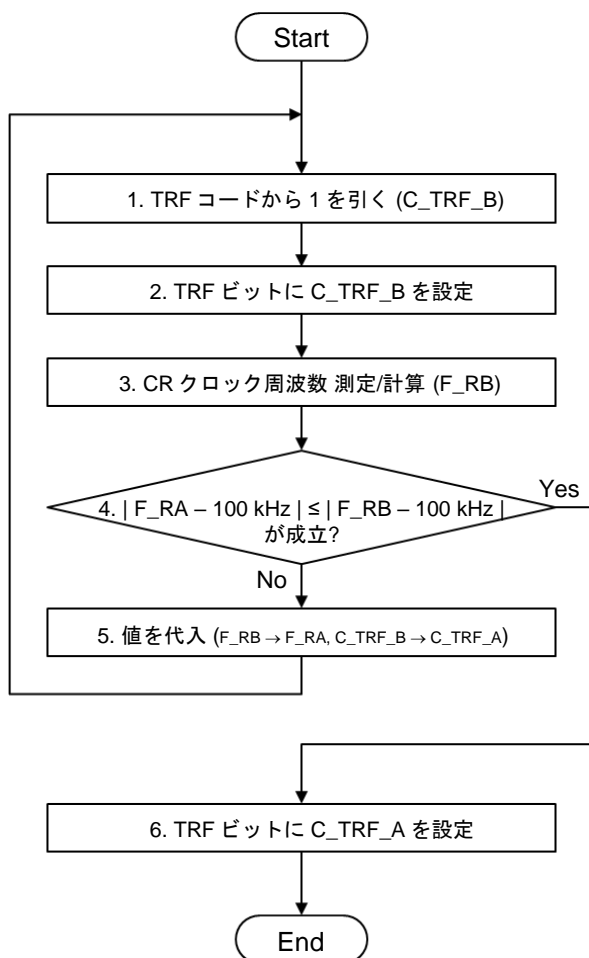 Start
1. TRF コードから 1 を引く (C_TRF_B)
2. TRF ビットに C_TRF_B を設定
3. CR クロック周波数 測定/計算 (F_RB)
4. | F_RA – 100 kHz | ≤ | F_RB – 100 kHz |
が成立?
Yes
No
5. 値を代入 (F_RB → F_RA, C_TRF_B → C_TRF_A)
6. TRF ビットに C_TRF_A を設定
End